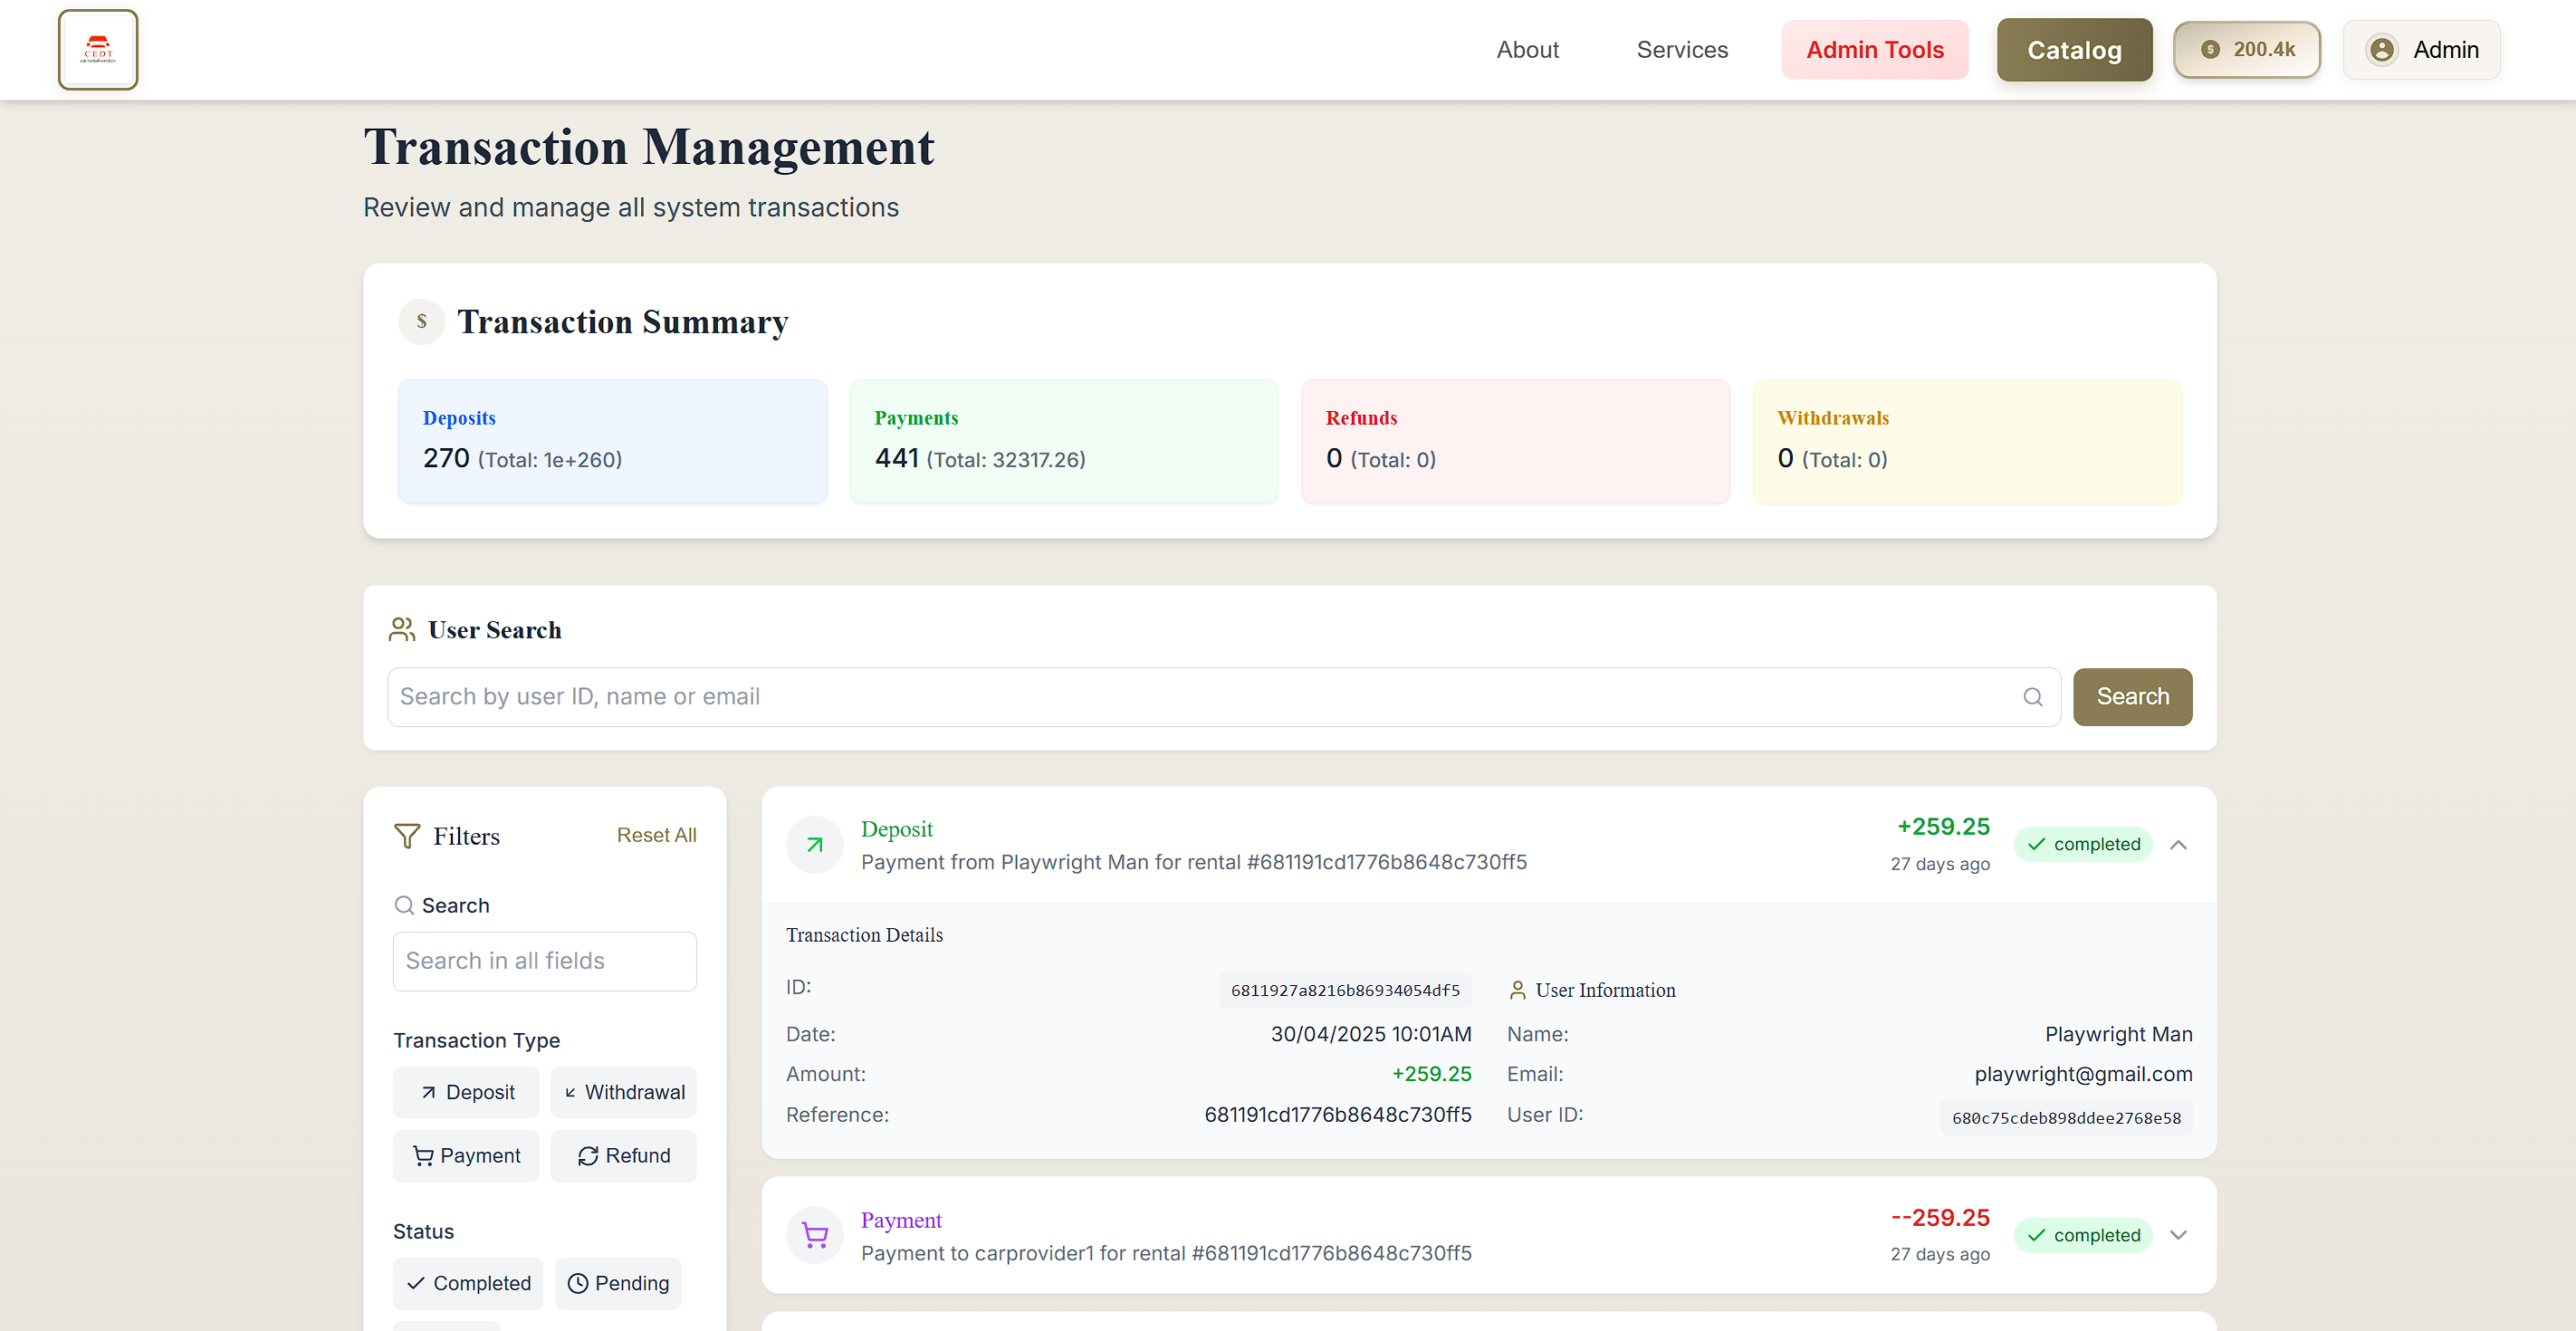 CEDT
car rental services
About
Services
Admin Tools
Catalog
$ 200.4k
Admin
Transaction Management
Review and manage all system transactions
$ Transaction Summary
Deposits
270 (Total: 1e+260)
Payments
441 (Total: 32317.26)
Refunds
0 (Total: 0)
Withdrawals
0 (Total: 0)
User Search
Search by user ID, name or email
Search
Filters
Reset All
Search
Search in all fields
Transaction Type
Deposit
Withdrawal
Payment
Refund
Status
Completed
Pending
Deposit
Payment from Playwright Man for rental #681191cd1776b8648c730ff5
+259.25
27 days ago
completed
Transaction Details
ID: 6811927a8216b86934054df5
Date: 30/04/2025 10:01AM
Amount: +259.25
Reference: 681191cd1776b8648c730ff5
User Information
Name: Playwright Man
Email: playwright@gmail.com
User ID: 680c75cdeb898ddee2768e58
Payment
Payment to carprovider1 for rental #681191cd1776b8648c730ff5
--259.25
27 days ago
completed